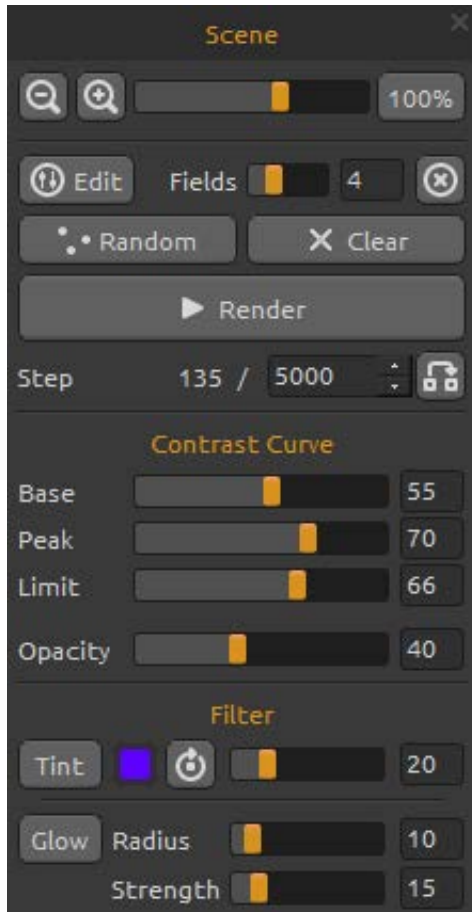 Scene
100%
Edit Fields 4
Random Clear
Render
Step 135 / 5000
Contrast Curve
Base 55
Peak 70
Limit 66
Opacity 40
Filter
Tint 20
Glow Radius 10
Strength 15